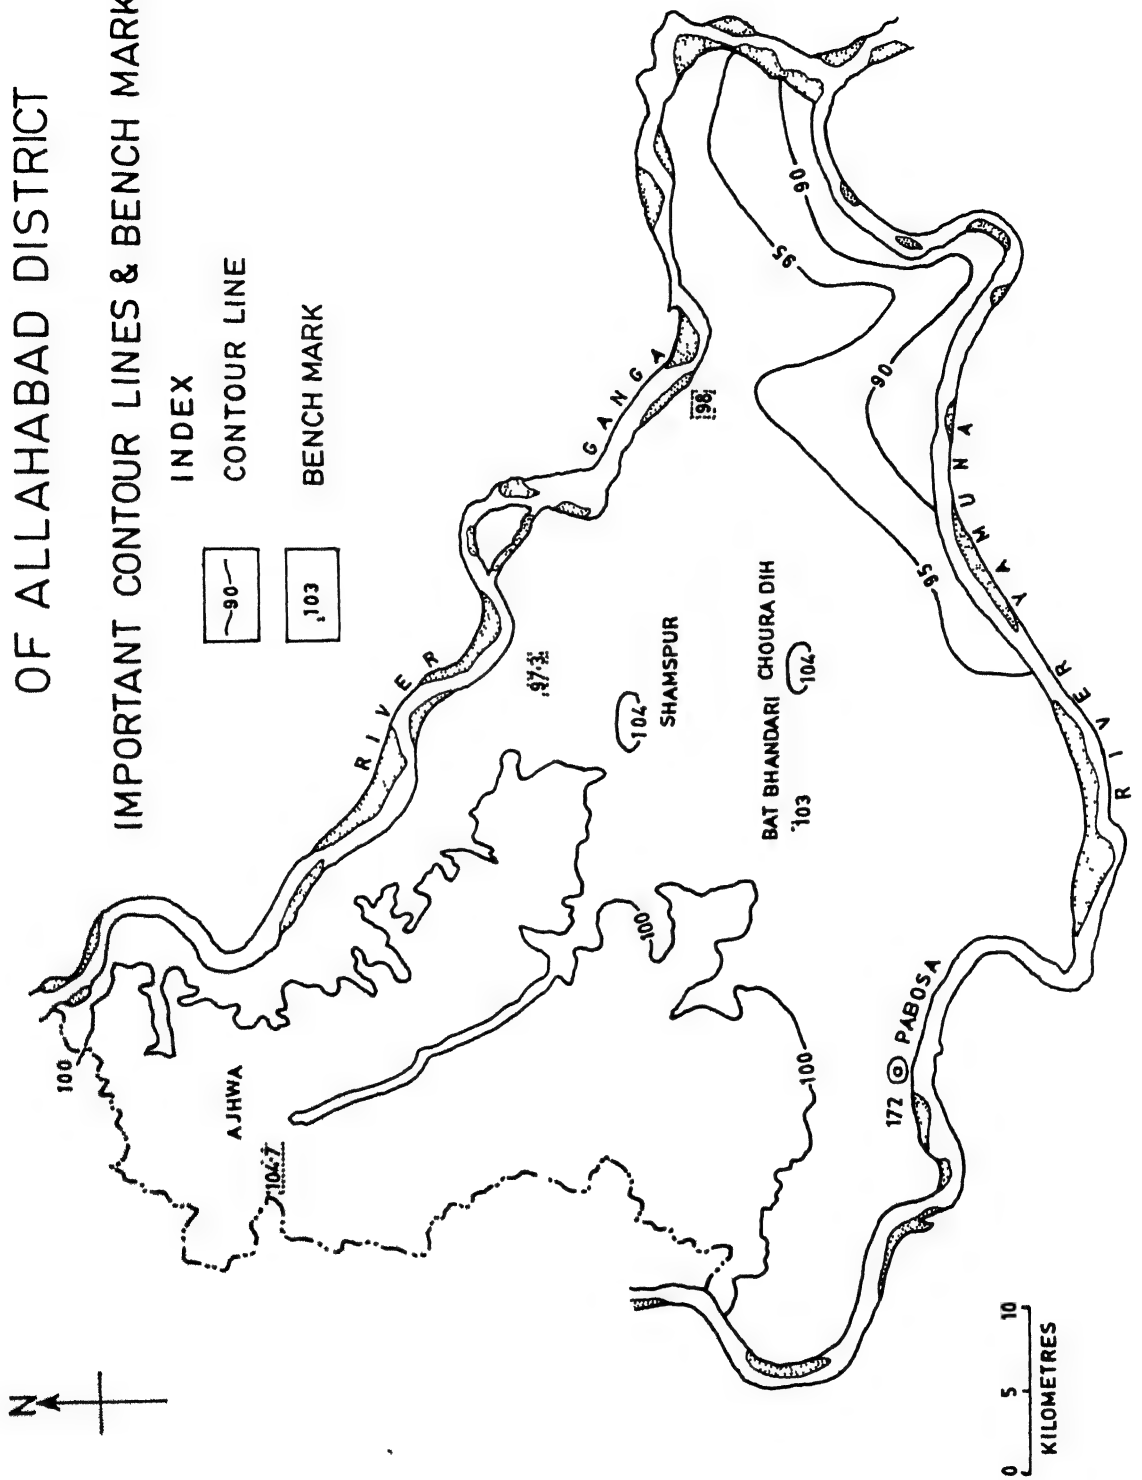 OF ALLAHABAD DISTRICT
IMPORTANT CONTOUR LINES & BENCH MARK
INDEX
90
CONTOUR LINE
.103
BENCH MARK
N
100
AJHWA
104·7
RIVER GANGA
97·3
98
104
SHAMSPUR
BAT BHANDARI
.103
CHOURA DIH
104
100
100
172
PABOSA
95
90
95
90
RIVER YAMUNA
0 5 10
KILOMETRES